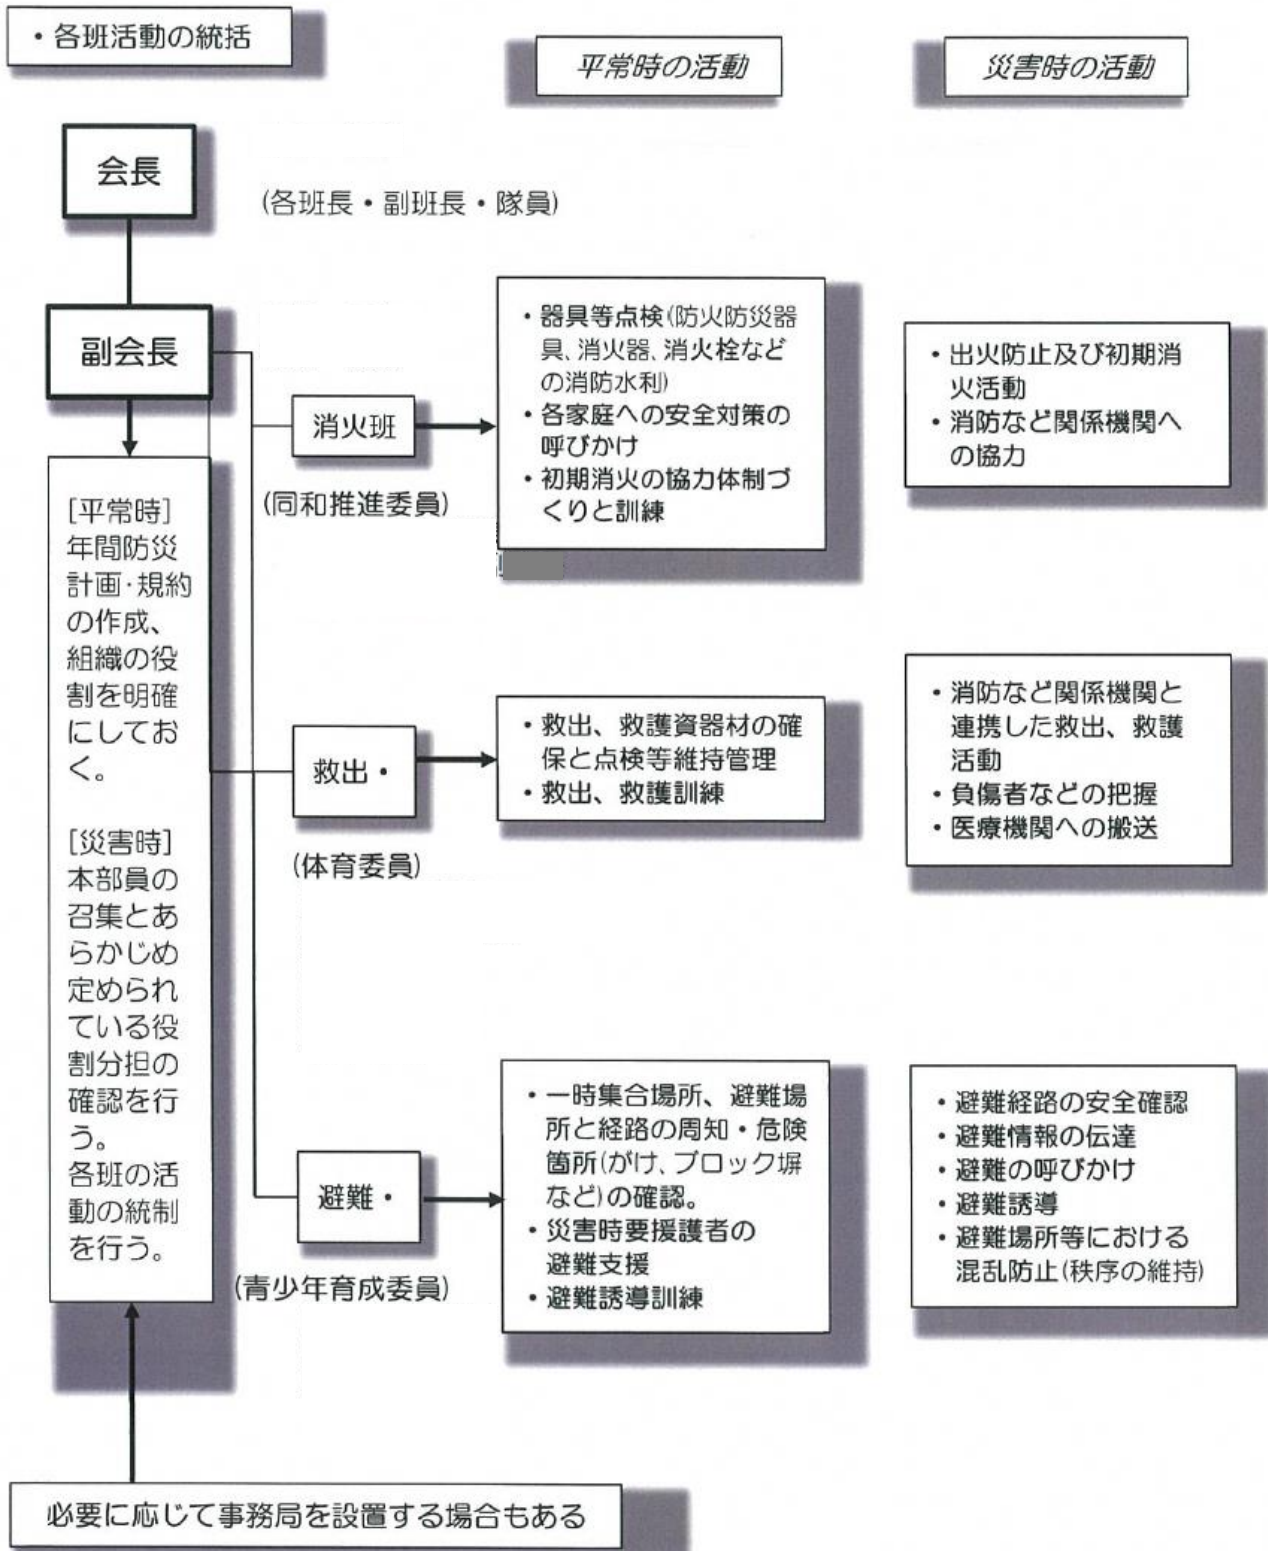 ・各班活動の統括
平常時の活動
災害時の活動
会長
(各班長・副班長・隊員)
副会長
消火班
(同和推進委員)
・器具等点検(防火防災器
具、消火器、消火栓など
の消防水利)
・各家庭への安全対策の
呼びかけ
・初期消火の協力体制づ
くりと訓練
・出火防止及び初期消
火活動
・消防など関係機関へ
の協力
[平常時]
年間防災
計画・規約
の作成、
組織の役
割を明確
にしてお
く。
[災害時]
本部員の
召集とあ
らかじめ
定められ
ている役
割分担の
確認を行
う。
各班の活
動の統制
を行う。
救出・
(体育委員)
・救出、救護資器材の確
保と点検等維持管理
・救出、救護訓練
・消防など関係機関と
連携した救出、救護
活動
・負傷者などの把握
・医療機関への搬送
避難・
(青少年育成委員)
・一時集合場所、避難場
所と経路の周知・危険
箇所(がけ、ブロック塀
など)の確認。
・災害時要援護者の
避難支援
・避難誘導訓練
・避難経路の安全確認
・避難情報の伝達
・避難の呼びかけ
・避難誘導
・避難場所等における
混乱防止(秩序の維持)
必要に応じて事務局を設置する場合もある